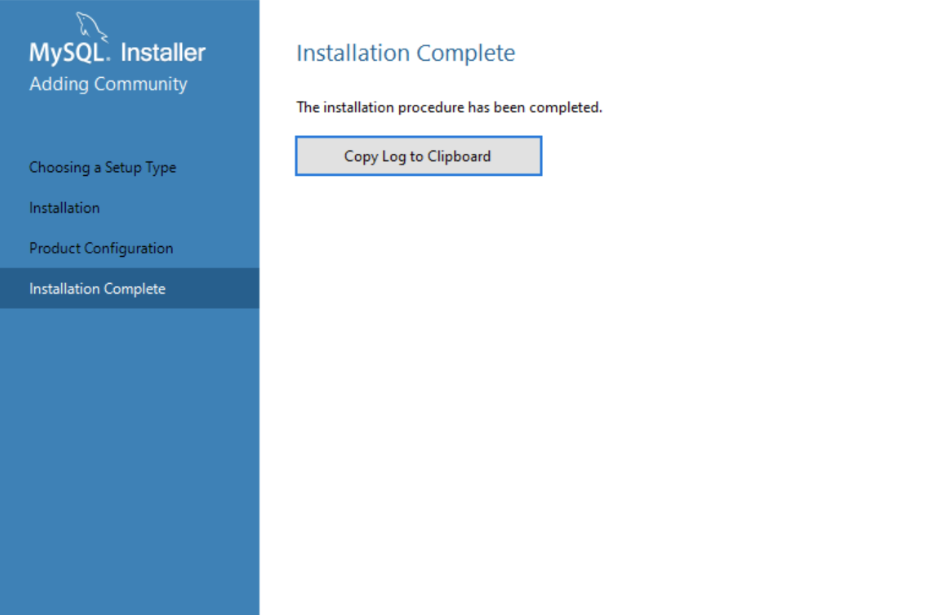 MySQL. Installer
Adding Community
Choosing a Setup Type
Installation
Product Configuration
Installation Complete
Installation Complete
The installation procedure has been completed.
Copy Log to Clipboard